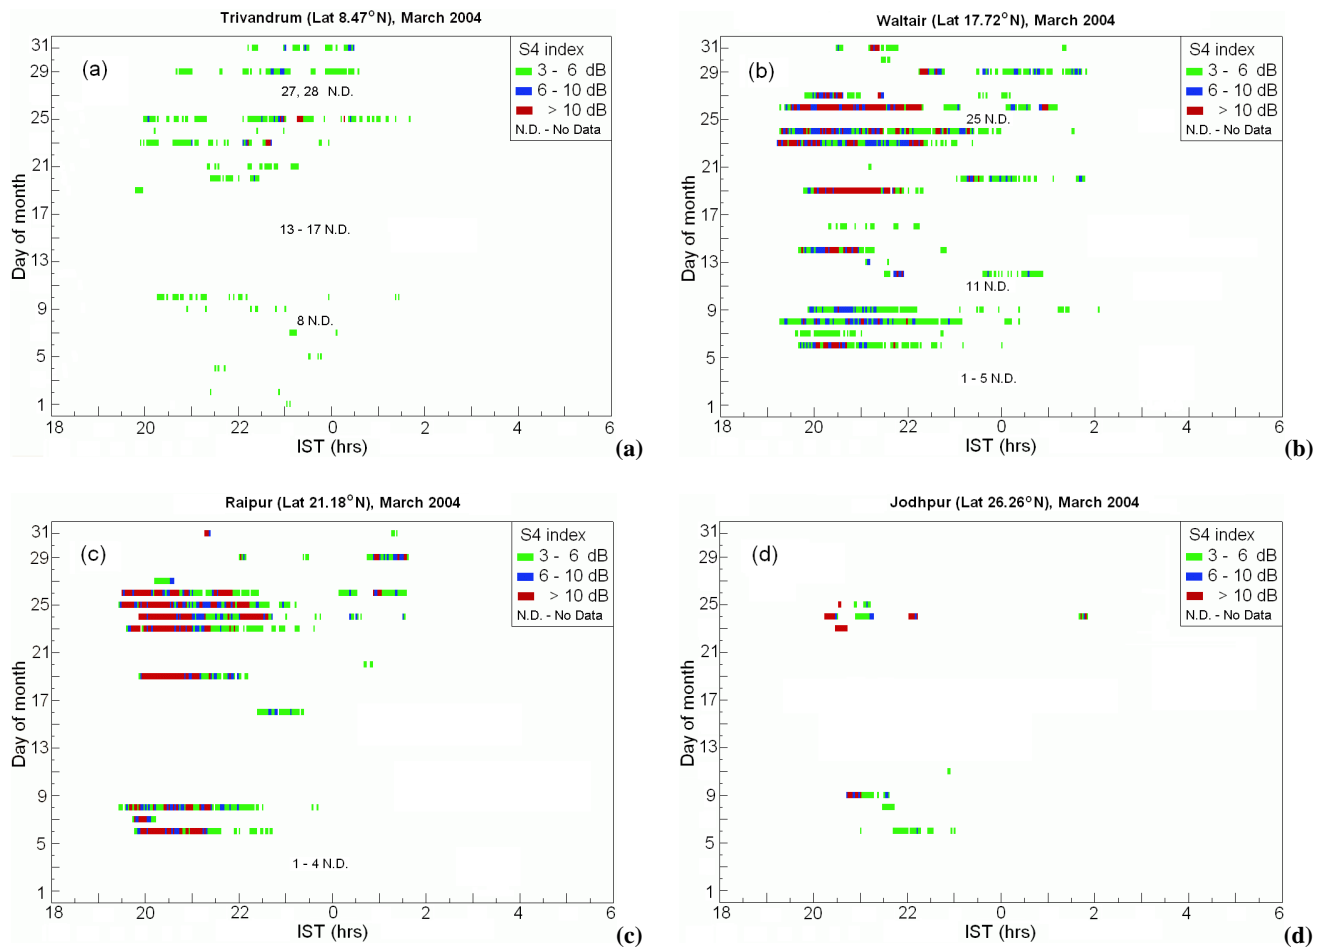 Trivandrum (Lat 8.47°N), March 2004
31
29
25
21
17
13
9
5
1
Day of month
(a)
S4 index
3 - 6 dB
6 - 10 dB
> 10 dB
N.D. - No Data
27, 28 N.D.
13 - 17 N.D.
8 N.D.
18 20 22 0 2 4 6
IST (hrs)
(a)
Waltair (Lat 17.72°N), March 2004
31
29
25
21
17
13
9
5
1
Day of month
(b)
S4 index
3 - 6 dB
6 - 10 dB
> 10 dB
N.D. - No Data
25 N.D.
11 N.D.
1 - 5 N.D.
18 20 22 0 2 4 6
IST (hrs)
(b)
Raipur (Lat 21.18°N), March 2004
31
29
25
21
17
13
9
5
1
Day of month
(c)
S4 index
3 - 6 dB
6 - 10 dB
> 10 dB
N.D. - No Data
1 - 4 N.D.
18 20 22 0 2 4 6
IST (hrs)
(c)
Jodhpur (Lat 26.26°N), March 2004
31
29
25
21
17
13
9
5
1
Day of month
(d)
S4 index
3 - 6 dB
6 - 10 dB
> 10 dB
N.D. - No Data
18 20 22 0 2 4 6
IST (hrs)
(d)